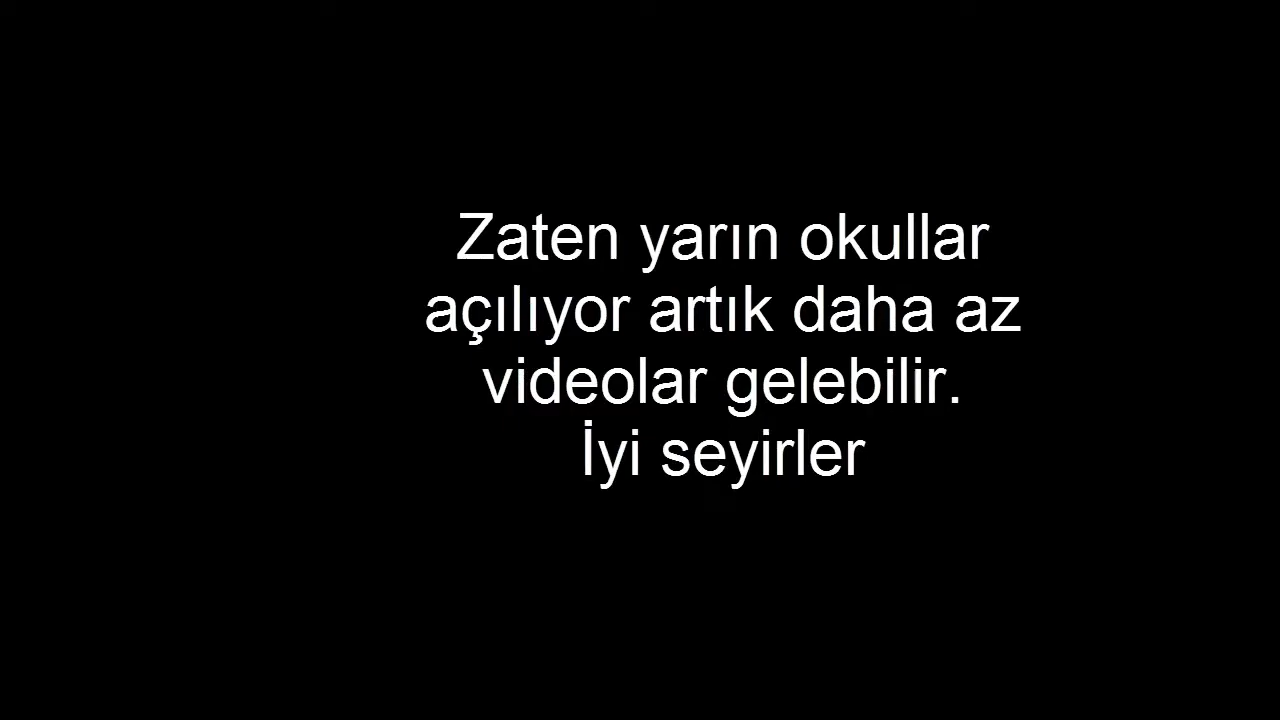 Zaten yarın okullar
açılıyor artık daha az
videolar gelebilir.
İyi seyirler